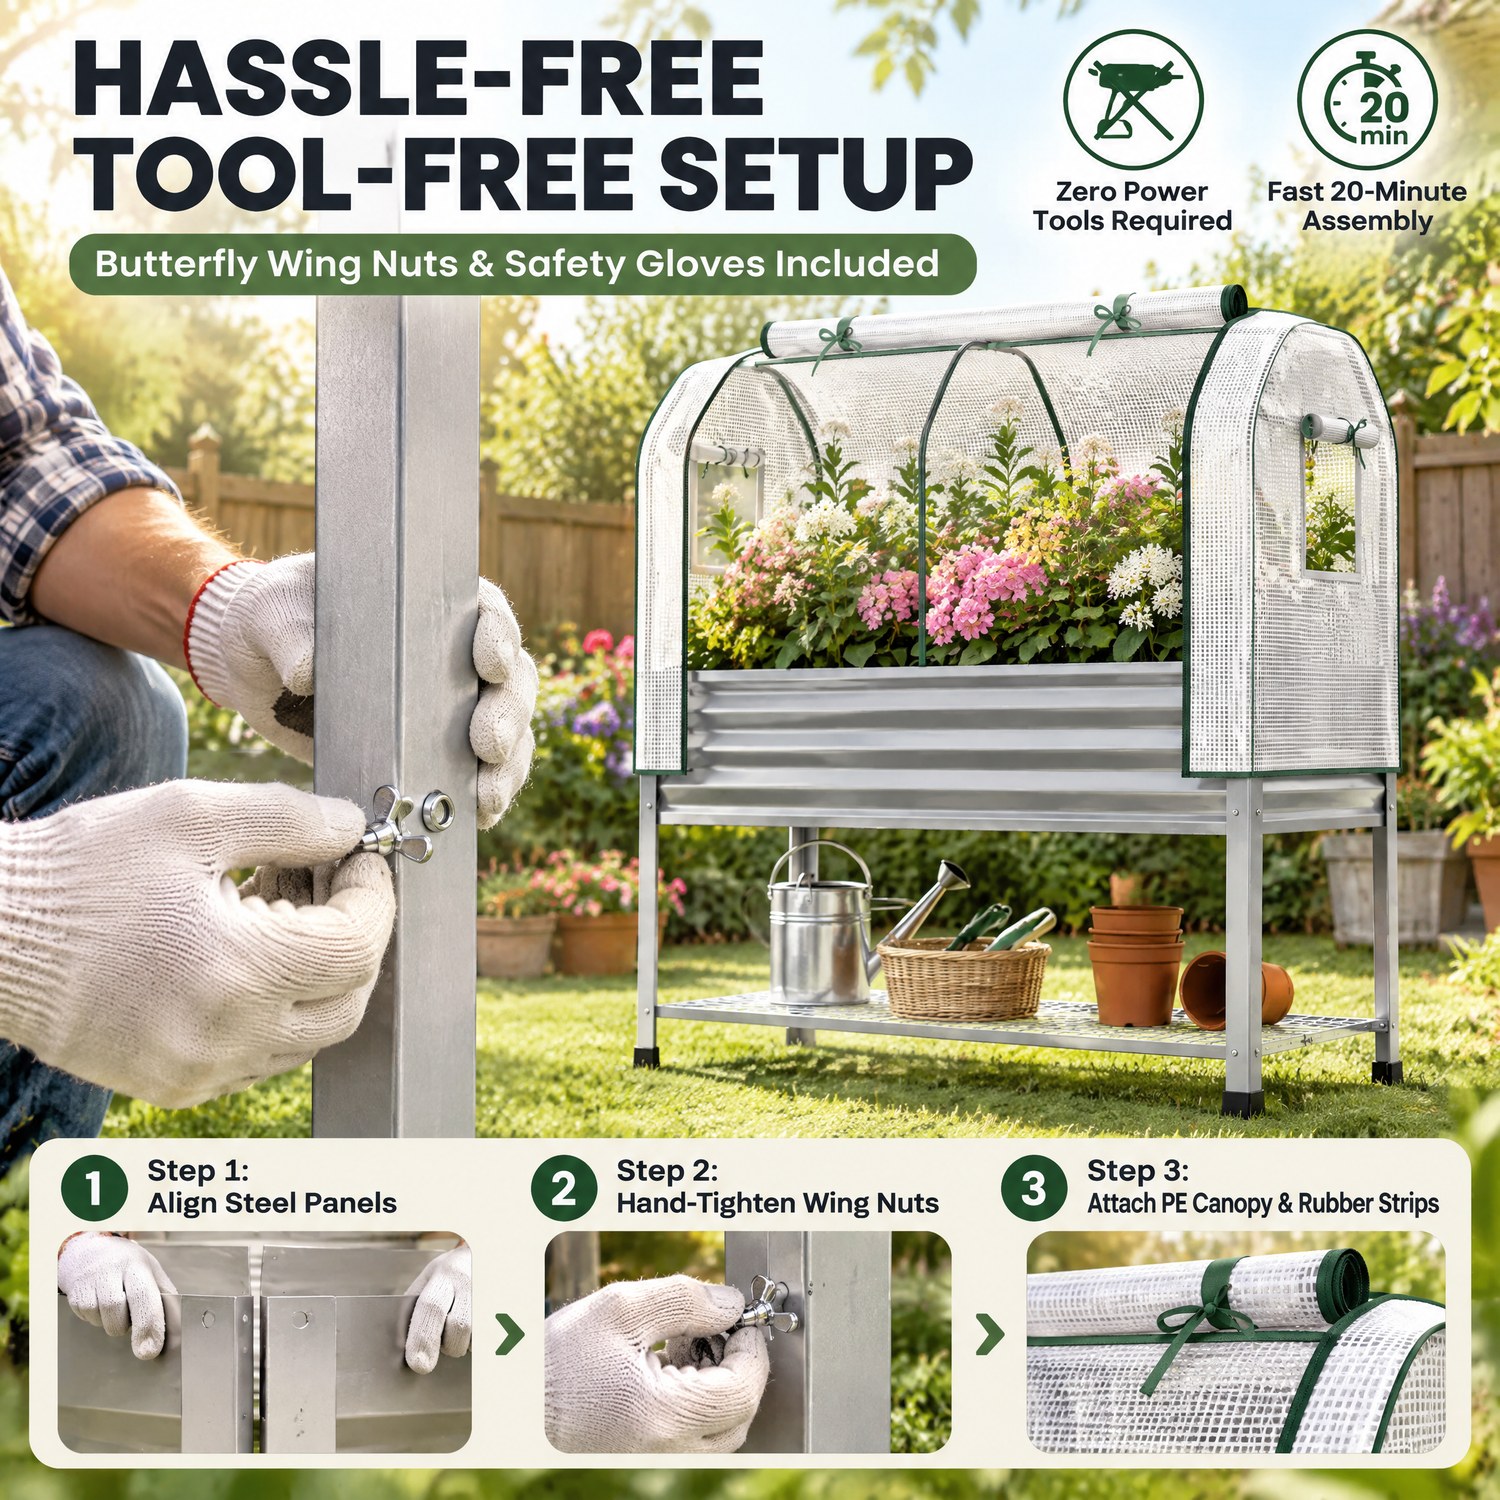 HASSLE-FREE
TOOL-FREE SETUP
Butterfly Wing Nuts & Safety Gloves Included
Zero Power
Tools Required
20
min
Fast 20-Minute
Assembly
1
Step 1:
Align Steel Panels
2
Step 2:
Hand-Tighten Wing Nuts
3
Step 3:
Attach PE Canopy & Rubber Strips